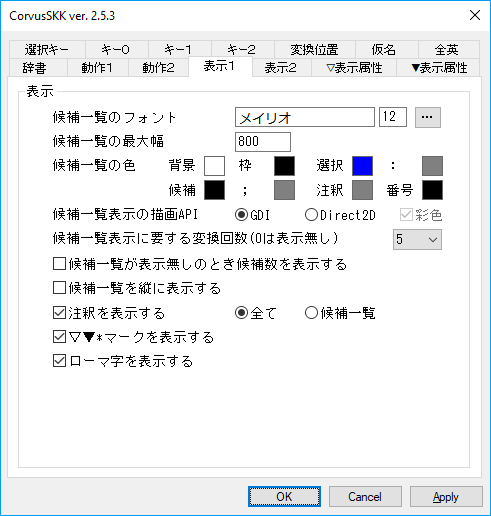 CorvusSKK ver. 2.5.3
選択キー キー0 キー1 キー2 変換位置 仮名 全英
辞書 動作1 動作2 表示1 表示2 ▽表示属性 ▼表示属性
表示
候補一覧のフォント メイリオ 12 ...
候補一覧の最大幅 800
候補一覧の色 背景 枠 選択 :
候補 ; 注釈 番号
候補一覧表示の描画API GDI Direct2D 彩色
候補一覧表示に要する変換回数(0は表示無し) 5
候補一覧が表示無しのとき候補数を表示する
候補一覧を縦に表示する
注釈を表示する 全て 候補一覧
▽▼*マークを表示する
ローマ字を表示する
OK Cancel Apply